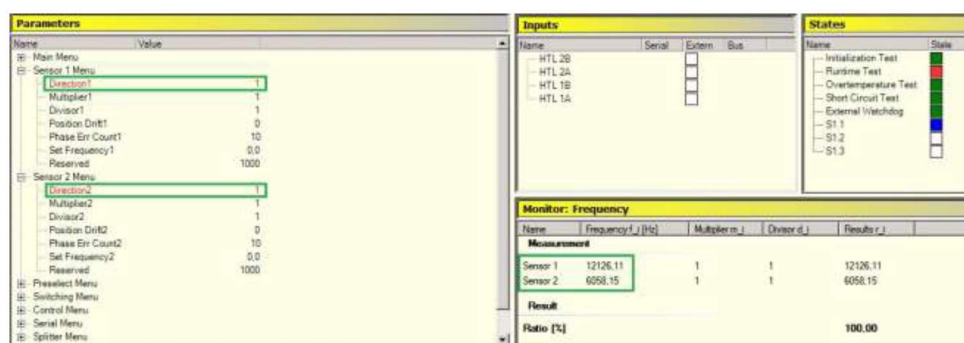 Parameters
Name Value
Main Menu
Sensor 1 Menu
Direction1 1
Multiplier1 1
Divisor1 1
Position Drift1 0
Phase Err Count1 10
Set Frequency1 0,0
Reserved 1000
Sensor 2 Menu
Direction2 1
Multiplier2 1
Divisor2 1
Position Drift2 0
Phase Err Count2 10
Set Frequency2 0,0
Reserved 1000
Preselect Menu
Switching Menu
Control Menu
Serial Menu
Splitter Menu
Inputs
Name Serial Extern Bus
HTL 2B
HTL 2A
HTL 1B
HTL 1A
States
Name State
Initialization Test
Runtime Test
Overtemperature Test
Short Circuit Test
External Watchdog
S1.1
S1.2
S1.3
Monitor: Frequency
Name Frequency f_i [Hz] Multiplier m_i Divisor d_i Results r_i
Measurement
Sensor 1 12126,11 1 1 12126,11
Sensor 2 6058,15 1 1 6058,15
Result
Ratio [%] 100,00